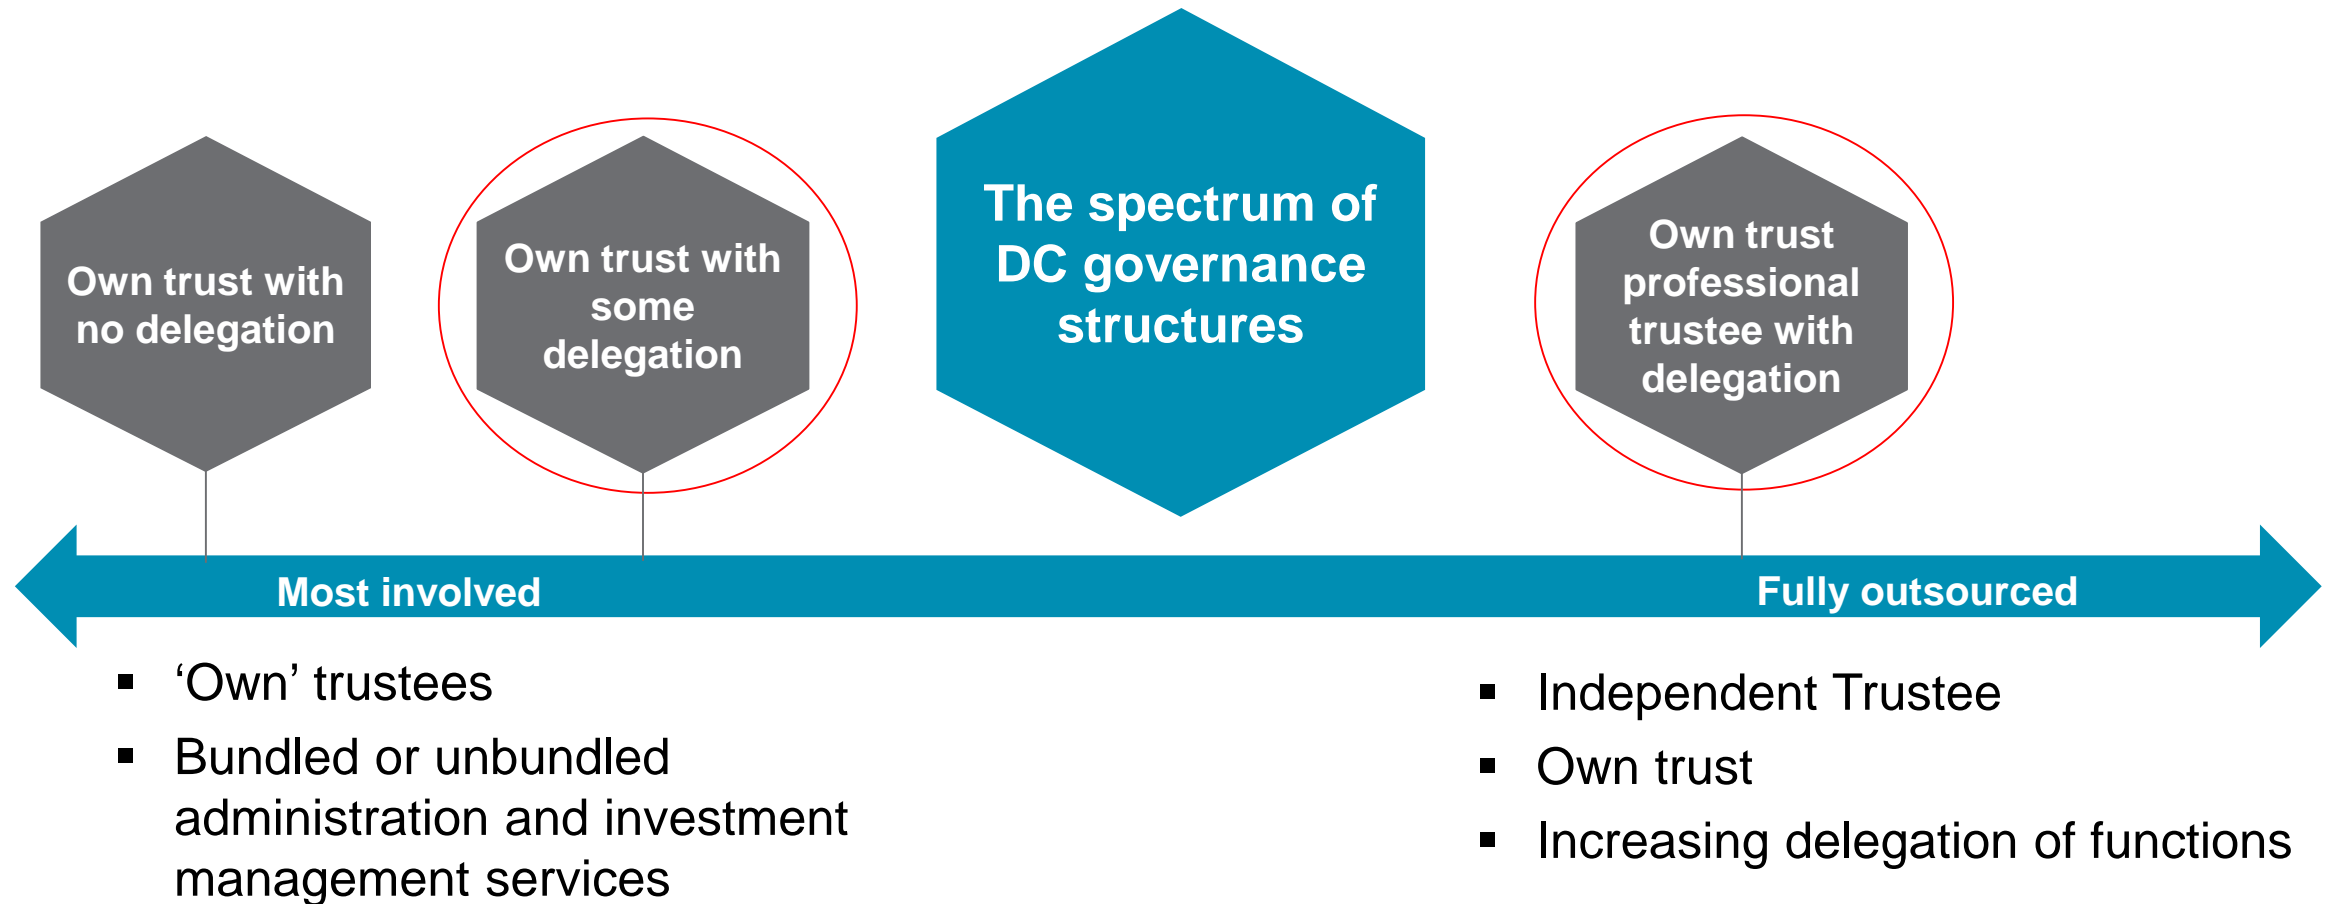 Own trust with
no delegation
Own trust with
some
delegation
The spectrum of
DC governance
structures
Own trust
professional
trustee with
delegation
Most involved
Fully outsourced
▪ ‘Own’ trustees
▪ Bundled or unbundled
administration and investment
management services
▪ Independent Trustee
▪ Own trust
▪ Increasing delegation of functions